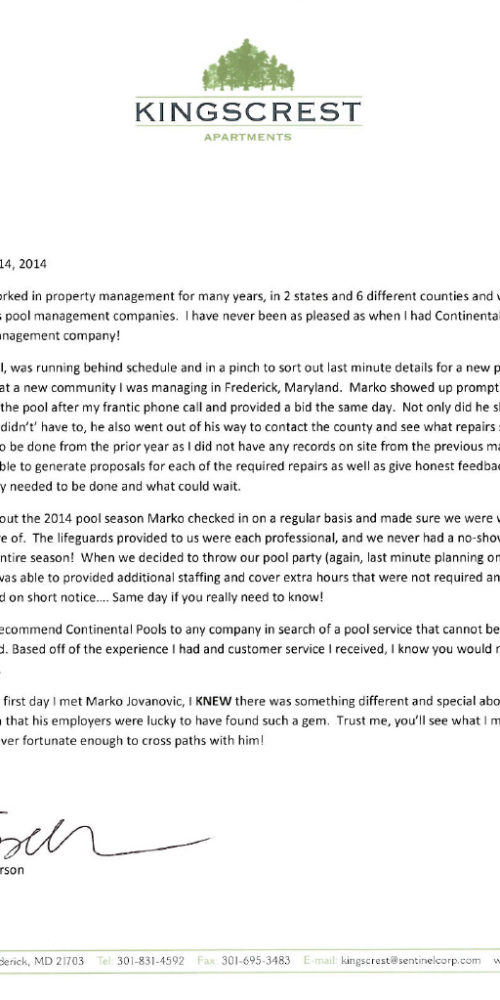 KINGSCREST
APARTMENTS
14, 2014
orked in property management for many years, in 2 states and 6 different counties and
s pool management companies. I have never been as pleased as when I had Continental
anagement company!
l, was running behind schedule and in a pinch to sort out last minute details for a new p
at a new community I was managing in Frederick, Maryland. Marko showed up prompt
the pool after my frantic phone call and provided a bid the same day. Not only did he s
didn't' have to, he also went out of his way to contact the county and see what repairs
o be done from the prior year as I did not have any records on site from the previous ma
ble to generate proposals for each of the required repairs as well as give honest feedba
y needed to be done and what could wait.
out the 2014 pool season Marko checked in on a regular basis and made sure we were
e of. The lifeguards provided to us were each professional, and we never had a no-show
ntire season! When we decided to throw our pool party (again, last minute planning on
was able to provided additional staffing and cover extra hours that were not required an
d on short notice.... Same day if you really need to know!
ecommend Continental Pools to any company in search of a pool service that cannot be
d. Based off of the experience I had and customer service I received, I know you would
first day I met Marko Jovanovic, I KNEW there was something different and special abo
that his employers were lucky to have found such a gem. Trust me, you'll see what I m
ver fortunate enough to cross paths with him!
rson
derick, MD 21703 Tel: 301-831-4592 Fax 301-695-3483 E-mail: kingscrest@sentinelcorp.com w